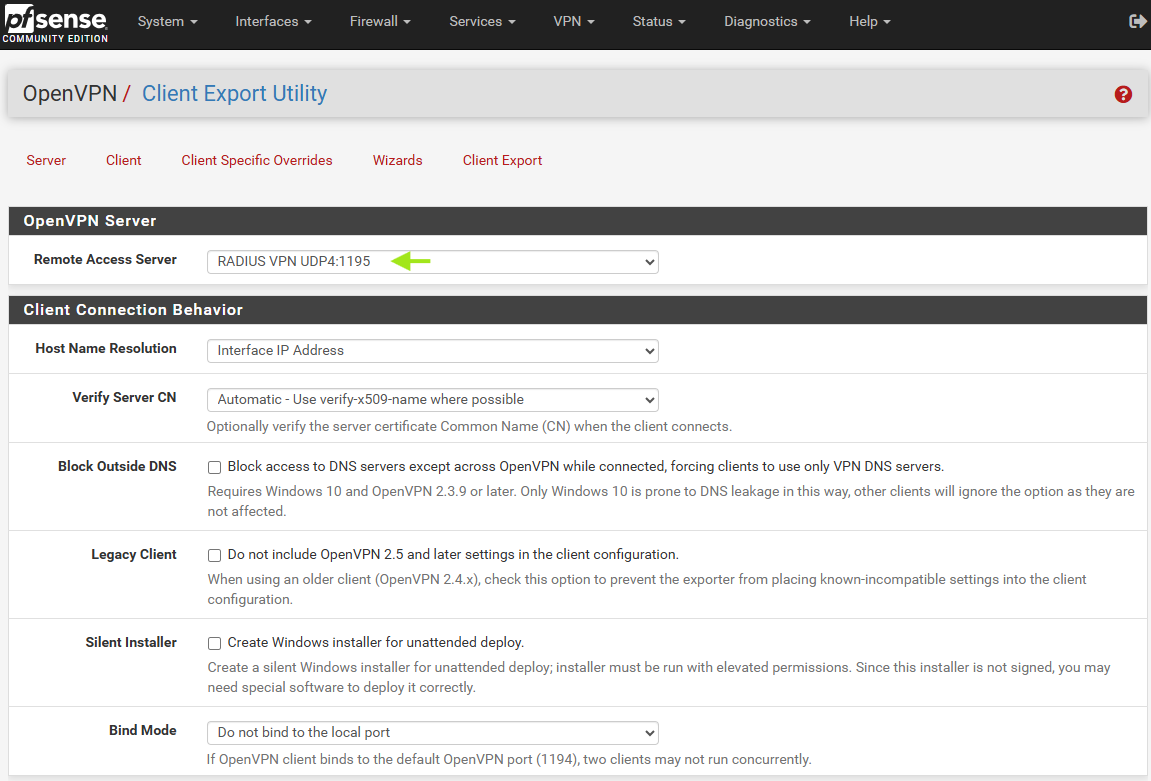 pfsense
COMMUNITY EDITION
System Interfaces Firewall Services VPN Status Diagnostics Help
OpenVPN / Client Export Utility
Server Client Client Specific Overrides Wizards Client Export
OpenVPN Server
Remote Access Server RADIUS VPN UDP4:1195
Client Connection Behavior
Host Name Resolution Interface IP Address
Verify Server CN Automatic - Use verify-x509-name where possible
Optionally verify the server certificate Common Name (CN) when the client connects.
Block Outside DNS Block access to DNS servers except across OpenVPN while connected, forcing clients to use only VPN DNS servers.
Requires Windows 10 and OpenVPN 2.3.9 or later. Only Windows 10 is prone to DNS leakage in this way, other clients will ignore the option as they are
not affected.
Legacy Client Do not include OpenVPN 2.5 and later settings in the client configuration.
When using an older client (OpenVPN 2.4.x), check this option to prevent the exporter from placing known-incompatible settings into the client
configuration.
Silent Installer Create Windows installer for unattended deploy.
Create a silent Windows installer for unattended deploy; installer must be run with elevated permissions. Since this installer is not signed, you may
need special software to deploy it correctly.
Bind Mode Do not bind to the local port
If OpenVPN client binds to the default OpenVPN port (1194), two clients may not run concurrently.